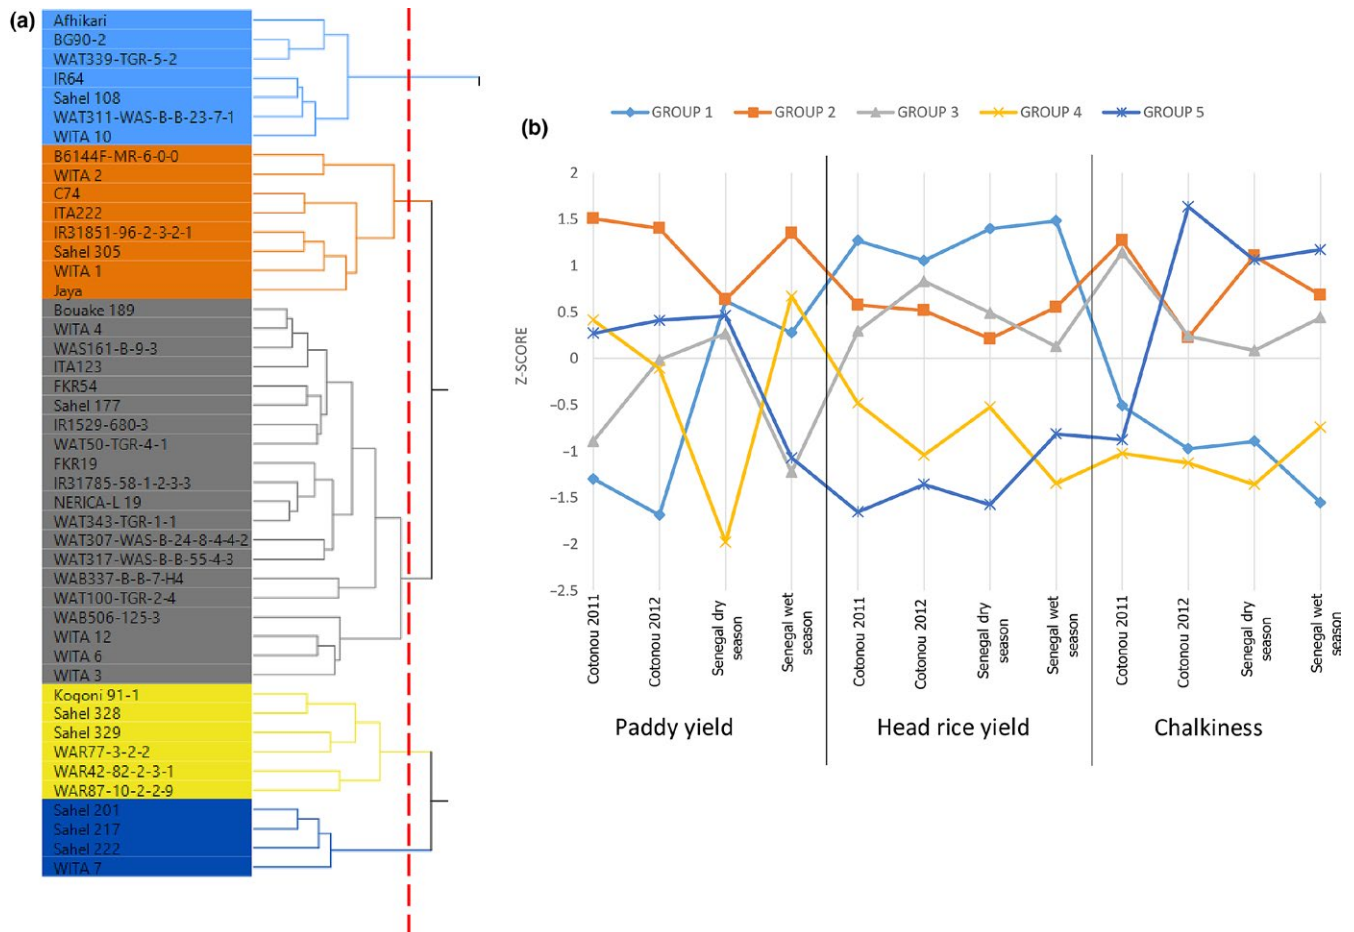 (a)
Afhikari
BG90-2
WAT339-TGR-5-2
IR64
Sahel 108
WAT311-WAS-B-B-23-7-1
WITA 10
B6144F-MR-6-0-0
WITA 2
C74
ITA222
IR31851-96-2-3-2-1
Sahel 305
WITA 1
Jaya
Bouake 189
WITA 4
WAS161-B-9-3
ITA123
FKR54
Sahel 177
IR1529-680-3
WAT50-TGR-4-1
FKR19
IR31785-58-1-2-3-3
NERICA-L 19
WAT343-TGR-1-1
WAT307-WAS-B-24-8-4-4-2
WAT317-WAS-B-B-55-4-3
WAB337-B-B-7-H4
WAT100-TGR-2-4
WAB506-125-3
WITA 12
WITA 6
WITA 3
Kogoni 91-1
Sahel 328
Sahel 329
WAR77-3-2-2
WAR42-82-2-3-1
WAR87-10-2-2-9
Sahel 201
Sahel 217
Sahel 222
WITA 7
(b)
GROUP 1 GROUP 2 GROUP 3 GROUP 4 GROUP 5
Z-SCORE
2
1.5
1
0.5
0
−0.5
−1
−1.5
−2
−2.5
Cotonou 2011
Cotonou 2012
Senegal dry
season
Senegal wet
season
Cotonou 2011
Cotonou 2012
Senegal dry
season
Senegal wet
season
Cotonou 2011
Cotonou 2012
Senegal dry
season
Senegal wet
season
Paddy yield
Head rice yield
Chalkiness